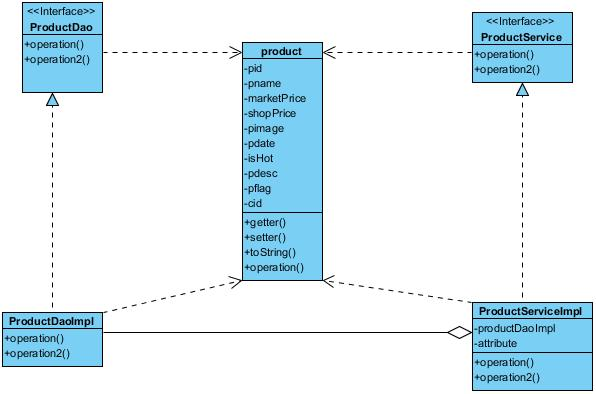 <<Interface>>
ProductDao
+operation()
+operation2()
product
-pid
-pname
-marketPrice
-shopPrice
-pimage
-pdate
-isHot
-pdesc
-pflag
-cid
+getter()
+setter()
+toString()
+operation()
<<Interface>>
ProductService
+operation()
+operation2()
ProductDaoImpl
+operation()
+operation2()
ProductServiceImpl
-productDaoImpl
-attribute
+operation()
+operation2()